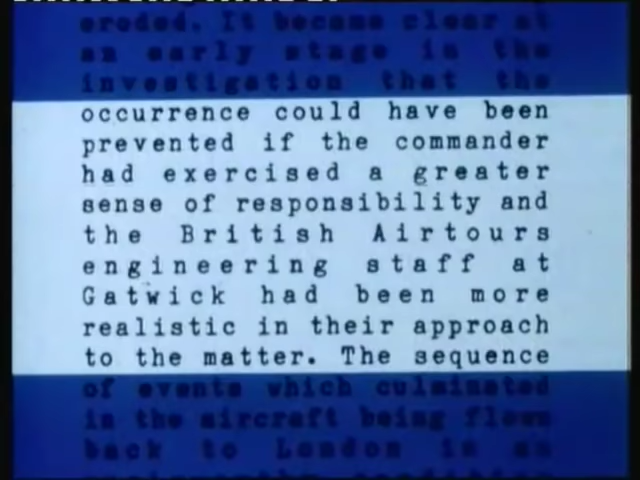 eroded. It became clear at
an early stage in the
investigation that the
occurrence could have been
prevented if the commander
had exercised a greater
sense of responsibility and
the British Airtours
engineering staff at
Gatwick had been more
realistic in their approach
to the matter. The sequence
of events which culminated
in the aircraft being flown
back to London in an